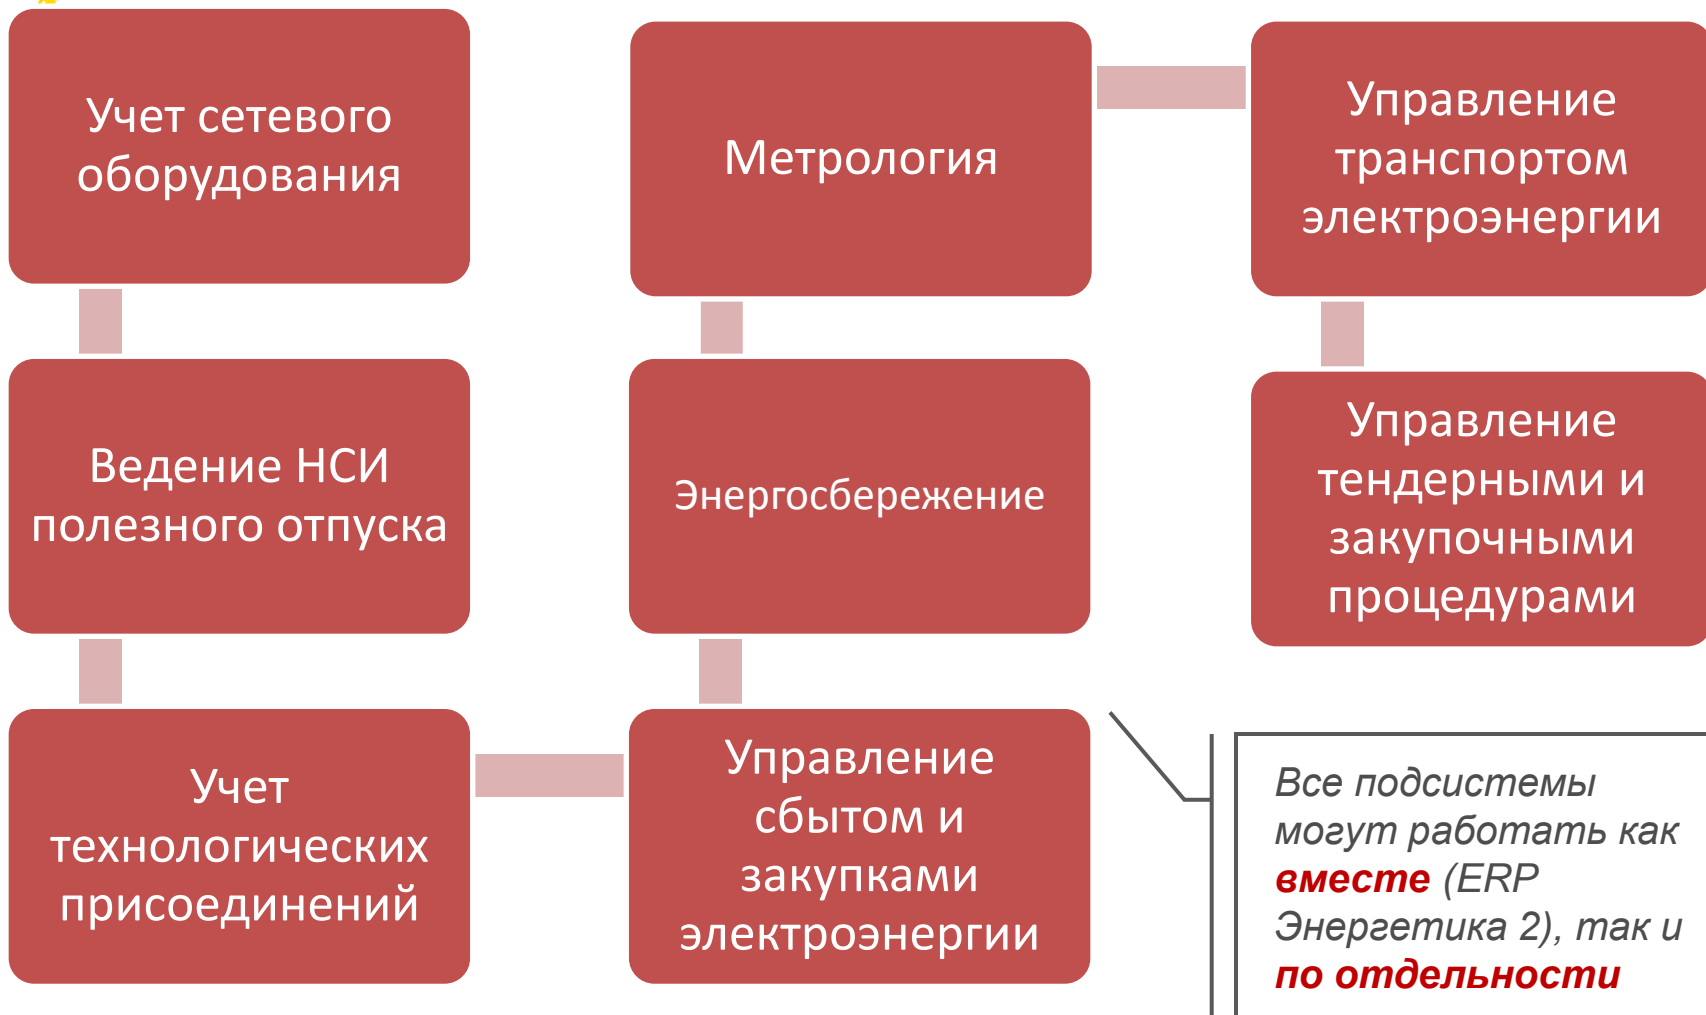 Учет сетевого
оборудования
Ведение НСИ
полезного отпуска
Учет
технологических
присоединений
Управление
сбытом и
закупками
электроэнергии
Энергосбережение
Метрология
Управление
транспортом
электроэнергии
Управление
тендерными и
закупочными
процедурами
Все подсистемы
могут работать как
вместе (ERP
Энергетика 2), так и
по отдельности